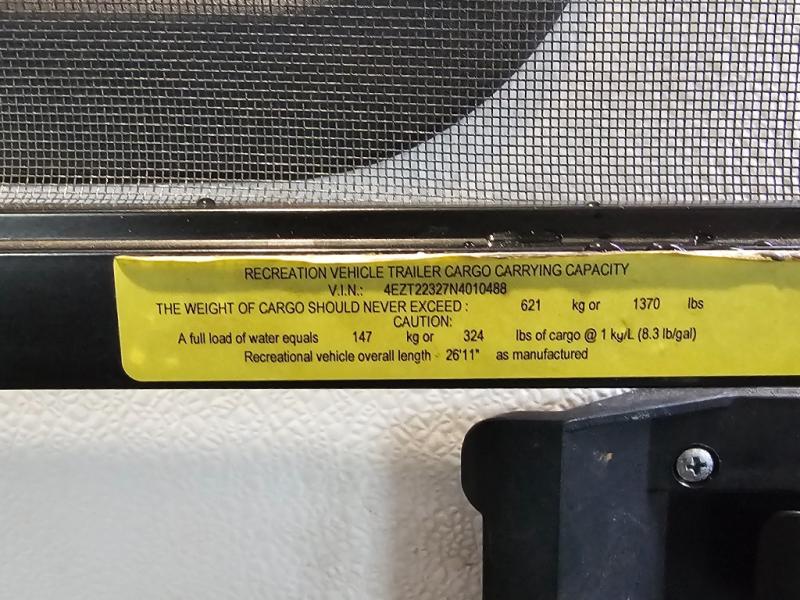 RECREATION VEHICLE TRAILER CARGO CARRYING CAPACITY
V.I.N.: 4EZT22327N4010488
THE WEIGHT OF CARGO SHOULD NEVER EXCEED : 621 kg or 1370 lbs
CAUTION:
A full load of water equals 147 kg or 324 lbs of cargo @ 1 kg/L (8.3 lb/gal)
Recreational vehicle overall length - 26'11" as manufactured